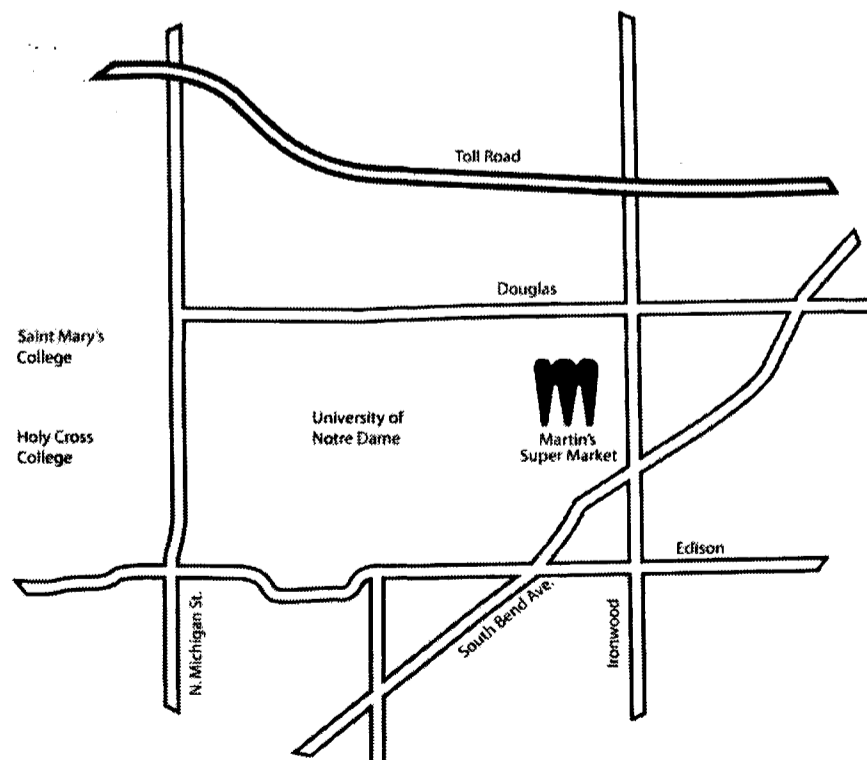 Toll Road
Douglas
Saint Mary's
College
University of
Notre Dame
Holy Cross
College
Martin's
Super Market
Edison
N. Michigan St.
South Bend Ave.
Ironwood